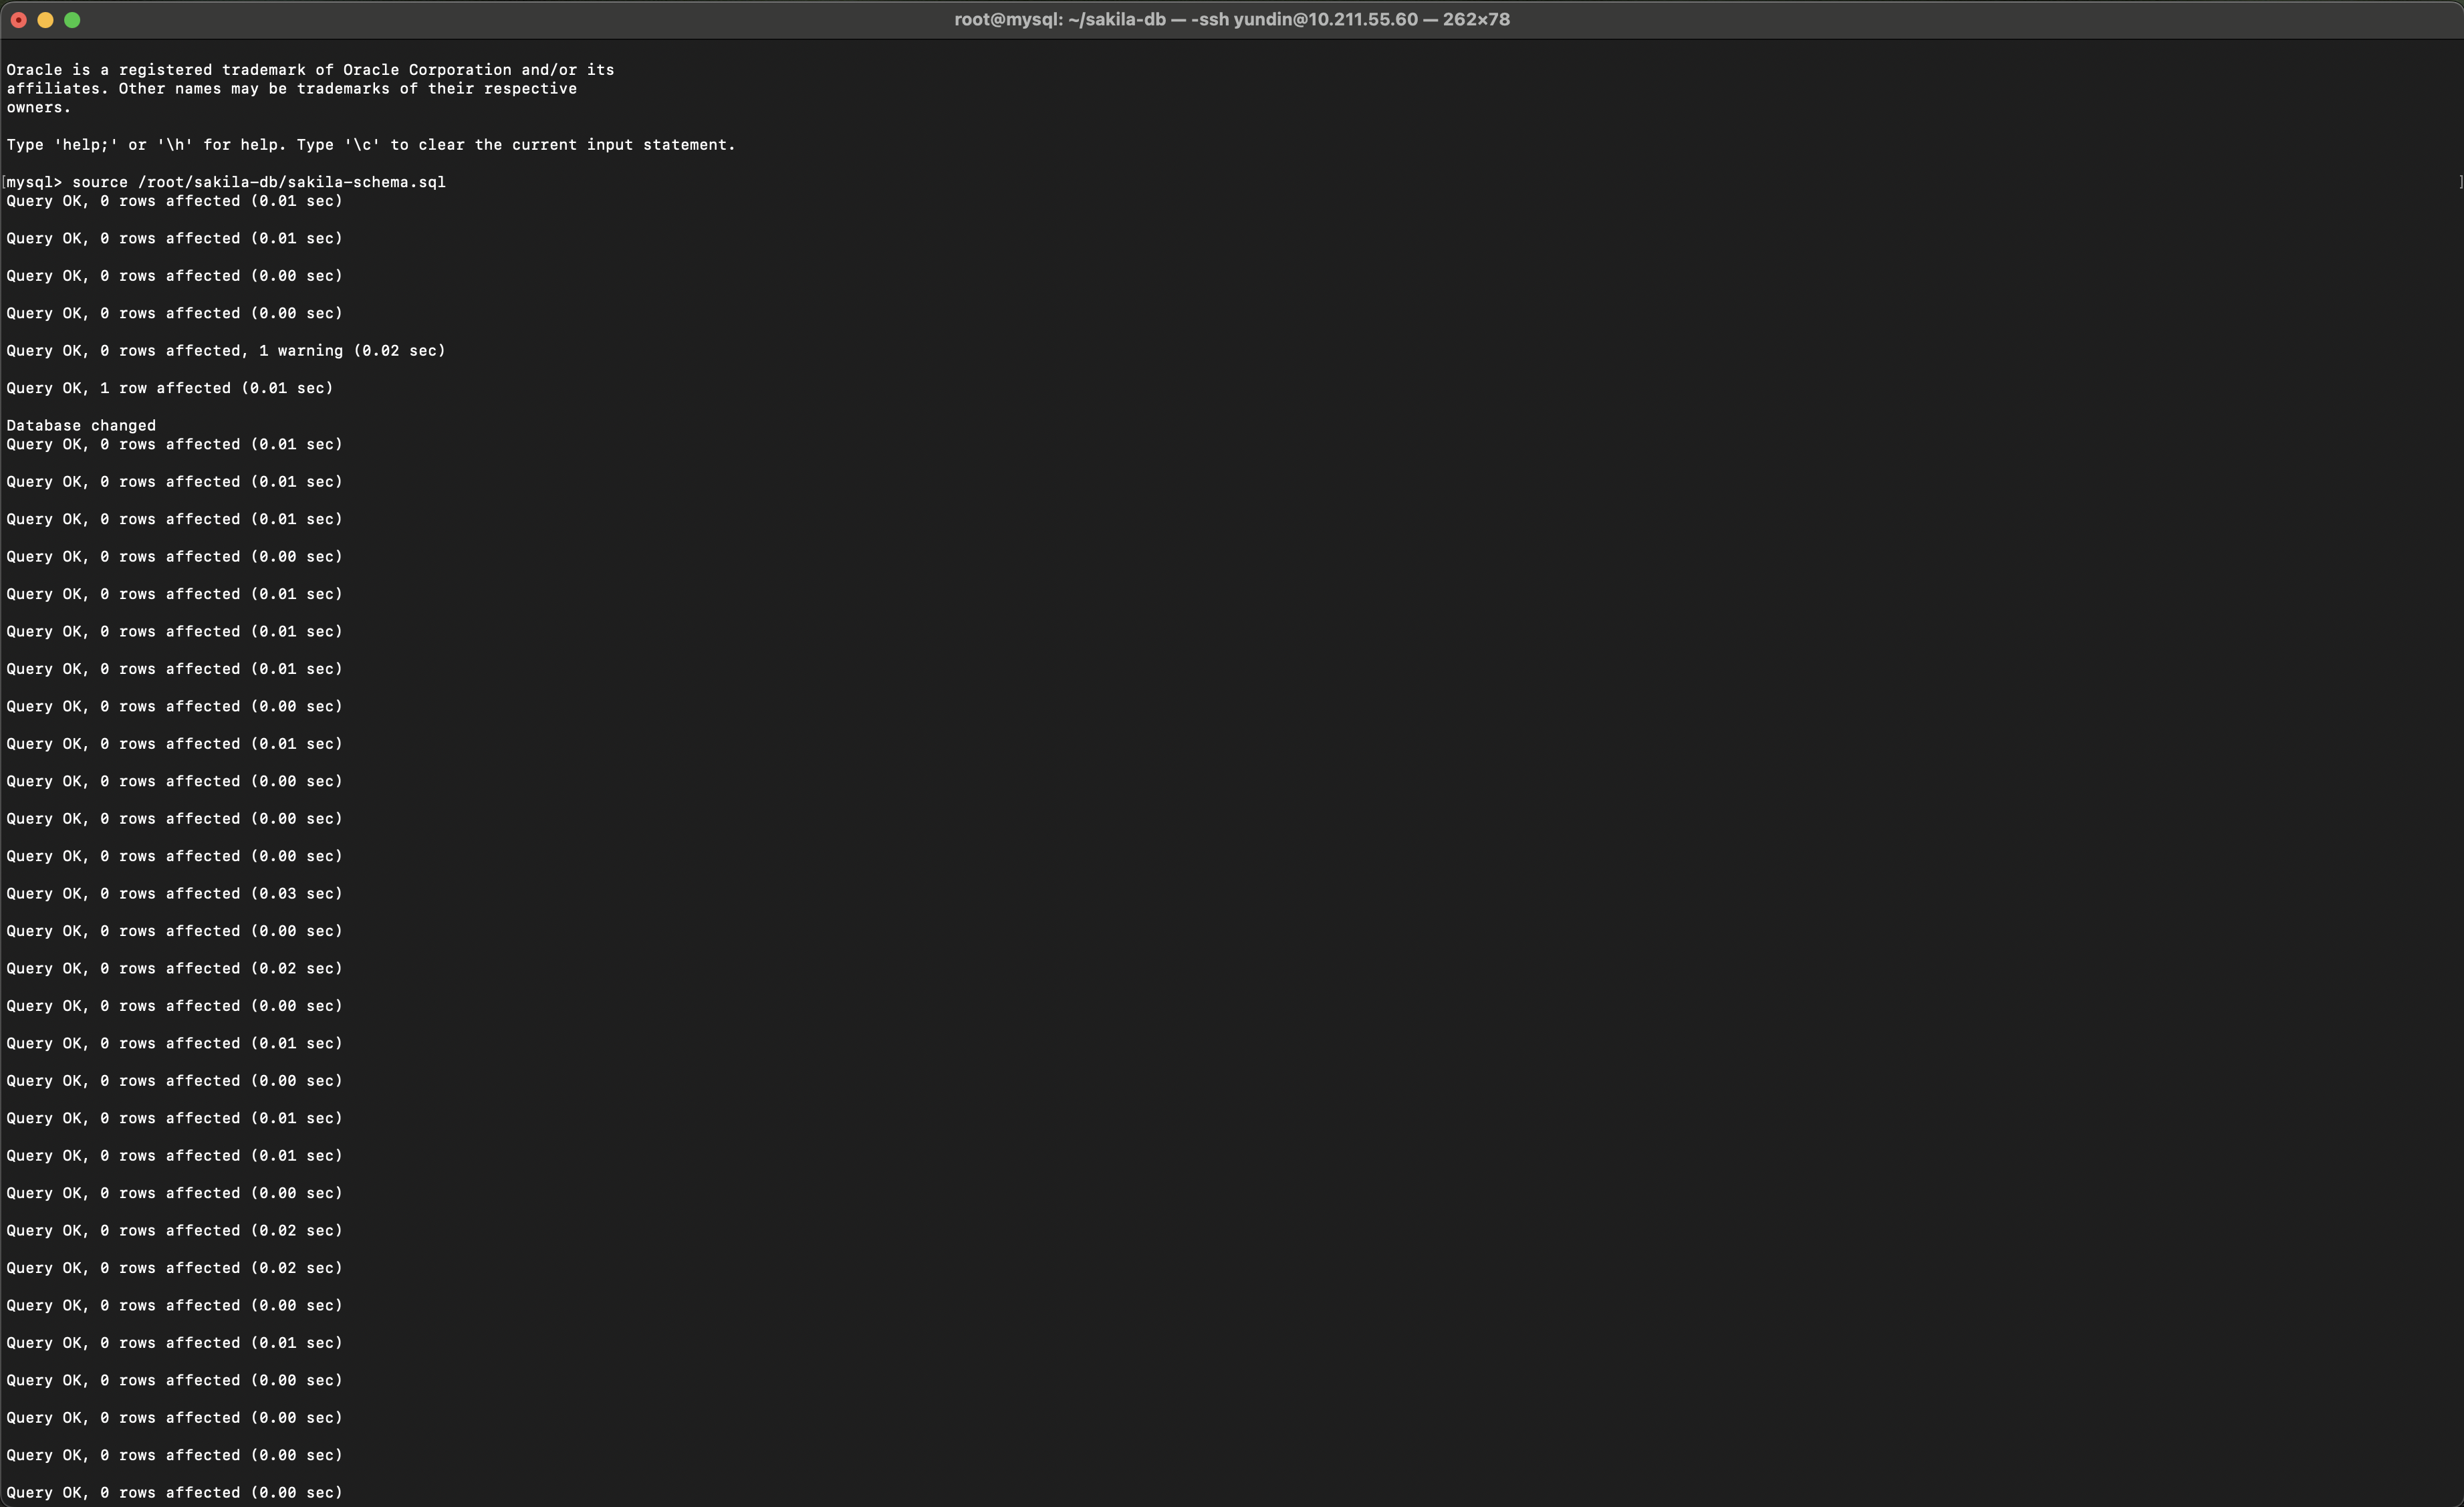 root@mysql: ~/sakila-db — -ssh yundin@10.211.55.60 — 262×78
Oracle is a registered trademark of Oracle Corporation and/or its
affiliates. Other names may be trademarks of their respective
owners.
Type 'help;' or '\h' for help. Type '\c' to clear the current input statement.
[mysql> source /root/sakila-db/sakila-schema.sql ]
Query OK, 0 rows affected (0.01 sec)
Query OK, 0 rows affected (0.01 sec)
Query OK, 0 rows affected (0.00 sec)
Query OK, 0 rows affected (0.00 sec)
Query OK, 0 rows affected, 1 warning (0.02 sec)
Query OK, 1 row affected (0.01 sec)
Database changed
Query OK, 0 rows affected (0.01 sec)
Query OK, 0 rows affected (0.01 sec)
Query OK, 0 rows affected (0.01 sec)
Query OK, 0 rows affected (0.00 sec)
Query OK, 0 rows affected (0.01 sec)
Query OK, 0 rows affected (0.01 sec)
Query OK, 0 rows affected (0.01 sec)
Query OK, 0 rows affected (0.00 sec)
Query OK, 0 rows affected (0.01 sec)
Query OK, 0 rows affected (0.00 sec)
Query OK, 0 rows affected (0.00 sec)
Query OK, 0 rows affected (0.00 sec)
Query OK, 0 rows affected (0.03 sec)
Query OK, 0 rows affected (0.00 sec)
Query OK, 0 rows affected (0.02 sec)
Query OK, 0 rows affected (0.00 sec)
Query OK, 0 rows affected (0.01 sec)
Query OK, 0 rows affected (0.00 sec)
Query OK, 0 rows affected (0.01 sec)
Query OK, 0 rows affected (0.01 sec)
Query OK, 0 rows affected (0.00 sec)
Query OK, 0 rows affected (0.02 sec)
Query OK, 0 rows affected (0.02 sec)
Query OK, 0 rows affected (0.00 sec)
Query OK, 0 rows affected (0.01 sec)
Query OK, 0 rows affected (0.00 sec)
Query OK, 0 rows affected (0.00 sec)
Query OK, 0 rows affected (0.00 sec)
Query OK, 0 rows affected (0.00 sec)